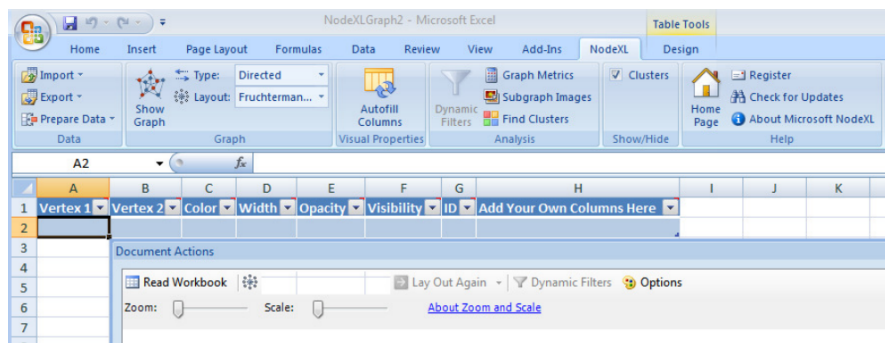 NodeXLGraph2 - Microsoft Excel
Table Tools
Home Insert Page Layout Formulas Data Review View Add-Ins NodeXL Design
Import Type: Directed Graph Metrics Clusters Register
Export Layout: Fruchterman... Subgraph Images Check for Updates
Prepare Data Show Graph Autofill Columns Dynamic Filters Find Clusters Home Page About Microsoft NodeXL
Data Graph Visual Properties Analysis Show/Hide Help
A2 fx
A B C D E F G H I J K
1 Vertex 1 Vertex 2 Color Width Opacity Visibility ID Add Your Own Columns Here
2
3 Document Actions
4
5 Read Workbook Lay Out Again Dynamic Filters Options
6 Zoom: Scale: About Zoom and Scale
7